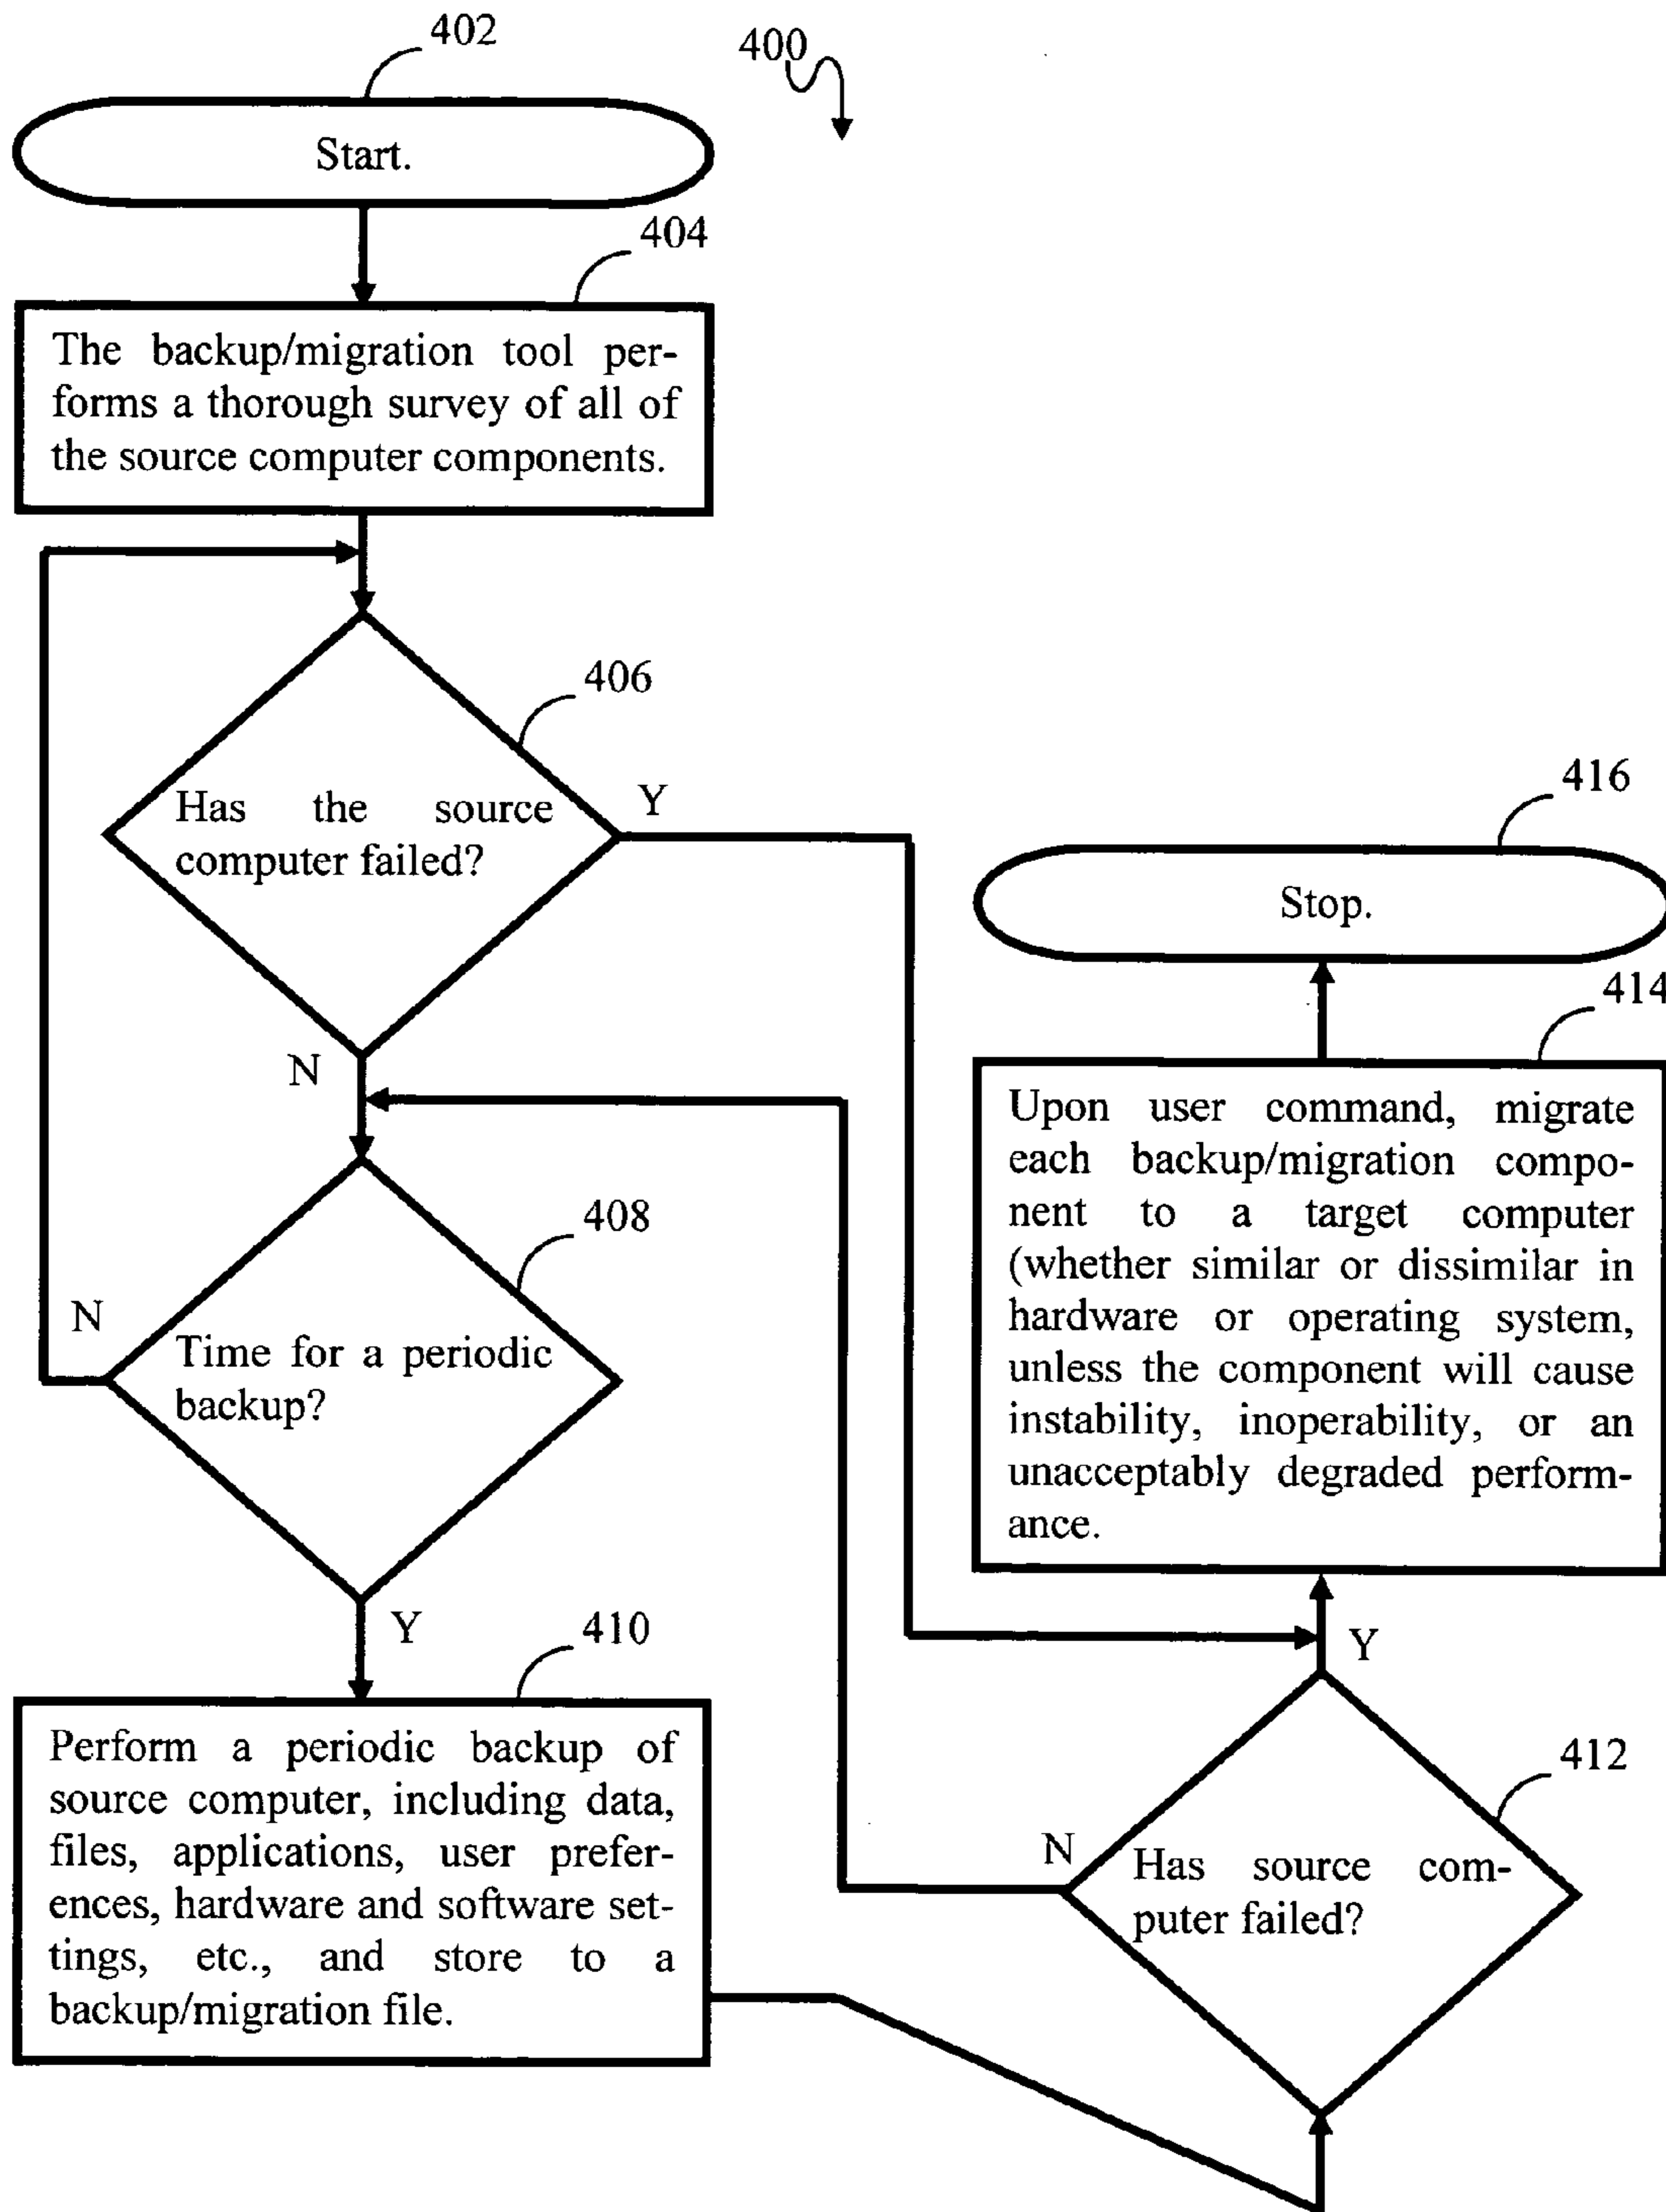 402
400
Start.
404
The backup/migration tool per-
forms a thorough survey of all of
the source computer components.
406
Has the source
computer failed?
Y
N
408
Time for a periodic
backup?
N
Y
410
Perform a periodic backup of
source computer, including data,
files, applications, user prefer-
ences, hardware and software set-
tings, etc., and store to a
backup/migration file.
416
Stop.
414
Upon user command, migrate
each backup/migration compo-
nent to a target computer
(whether similar or dissimilar in
hardware or operating system,
unless the component will cause
instability, inoperability, or an
unacceptably degraded perform-
ance.
Y
412
N
Has source com-
puter failed?